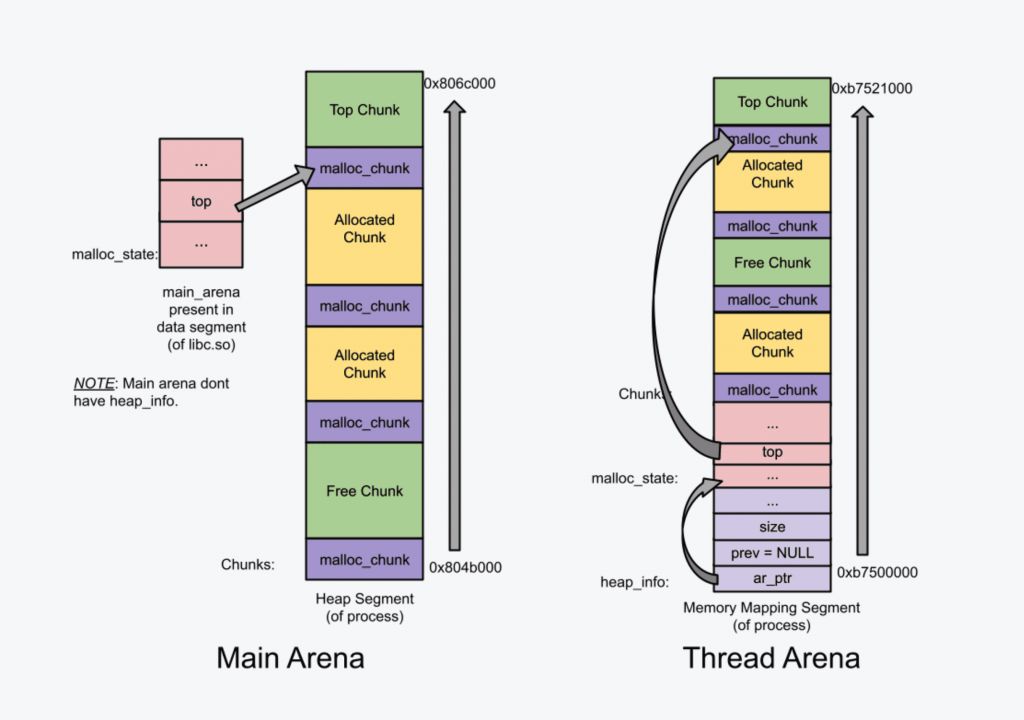 0x806c000
Top Chunk
malloc_chunk
...
top
...
malloc_state:
Allocated
Chunk
main_arena
present in
data segment
(of libc.so)
malloc_chunk
Allocated
Chunk
NOTE: Main arena dont
have heap_info.
malloc_chunk
Free Chunk
Chunks:
malloc_chunk
0x804b000
Heap Segment
(of process)
Main Arena
0xb7521000
Top Chunk
malloc_chunk
Allocated
Chunk
malloc_chunk
Free Chunk
malloc_chunk
Allocated
Chunk
Chunks:
malloc_chunk
...
top
malloc_state:
...
...
size
prev = NULL
heap_info:
ar_ptr
0xb7500000
Memory Mapping Segment
(of process)
Thread Arena